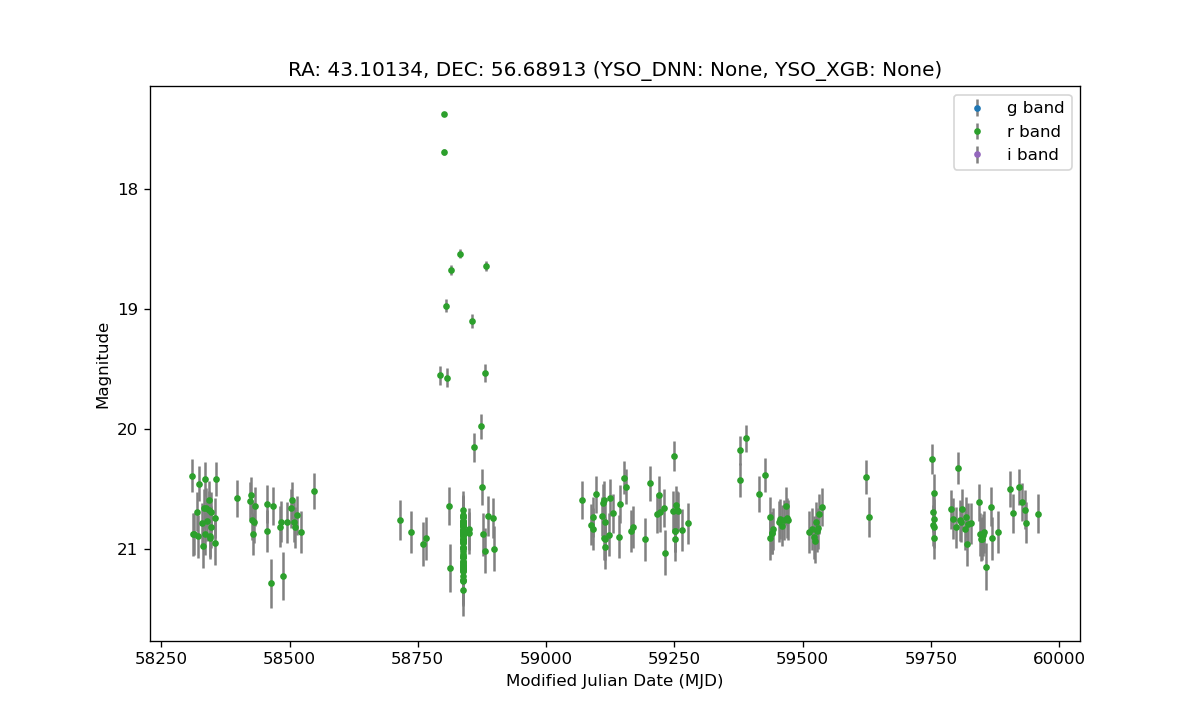 RA: 43.10134, DEC: 56.68913 (YSO_DNN: None, YSO_XGB: None)
g band
r band
i band
18
19
20
21
Magnitude
58250 58500 58750 59000 59250 59500 59750 60000
Modified Julian Date (MJD)